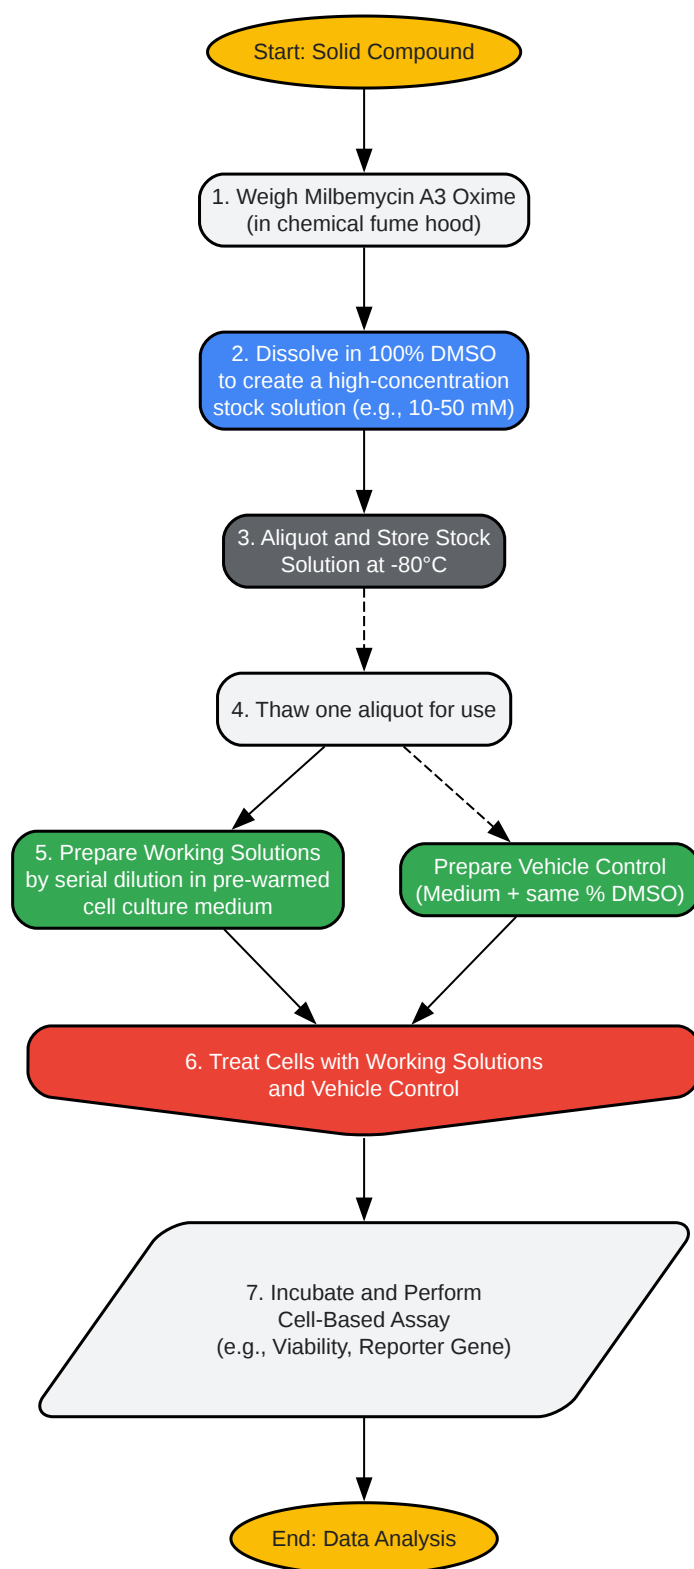 Start: Solid Compound
1. Weigh Milbemycin A3 Oxime
(in chemical fume hood)
2. Dissolve in 100% DMSO
to create a high-concentration
stock solution (e.g., 10-50 mM)
3. Aliquot and Store Stock
Solution at -80°C
4. Thaw one aliquot for use
5. Prepare Working Solutions
by serial dilution in pre-warmed
cell culture medium
Prepare Vehicle Control
(Medium + same % DMSO)
6. Treat Cells with Working Solutions
and Vehicle Control
7. Incubate and Perform
Cell-Based Assay
(e.g., Viability, Reporter Gene)
End: Data Analysis